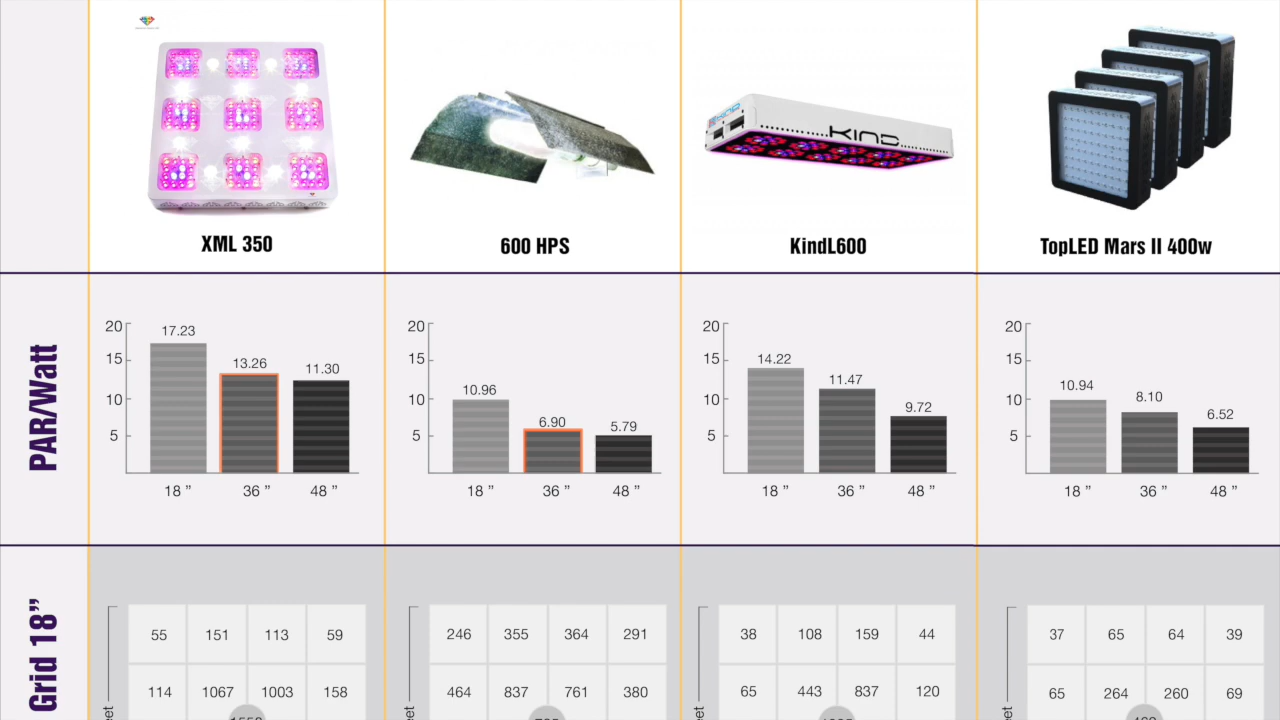 KIND
XML 350
600 HPS
KindL600
TopLED Mars II 400w
PAR/Watt
20
15
10
5
17.23
13.26
11.30
18 ”
36 ”
48 ”
20
15
10
5
10.96
6.90
5.79
18 ”
36 ”
48 ”
20
15
10
5
14.22
11.47
9.72
18 ”
36 ”
48 ”
20
15
10
5
10.94
8.10
6.52
18 ”
36 ”
48 ”
Grid 18”
55 151 113 59
114 1067 1003 158
246 355 364 291
464 837 761 380
38 108 159 44
65 443 837 120
37 65 64 39
65 264 260 69